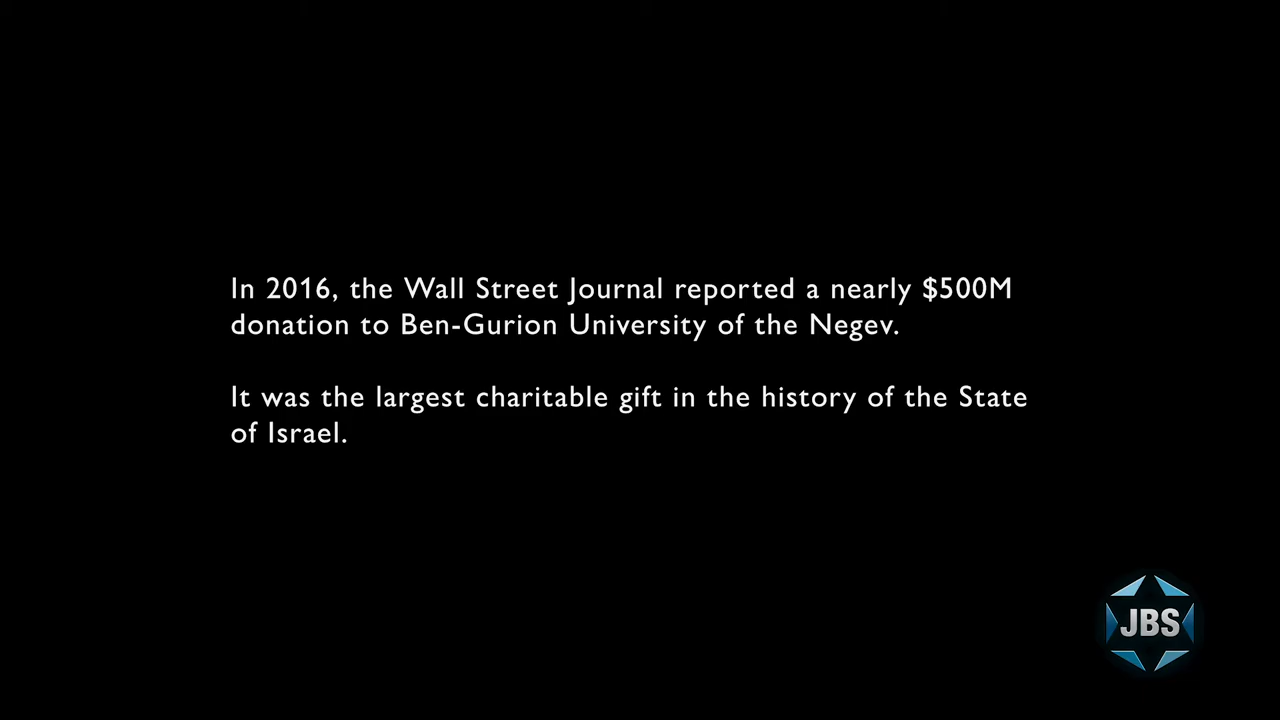 In 2016, the Wall Street Journal reported a nearly $500M
donation to Ben-Gurion University of the Negev.
It was the largest charitable gift in the history of the State
of Israel.
JBS